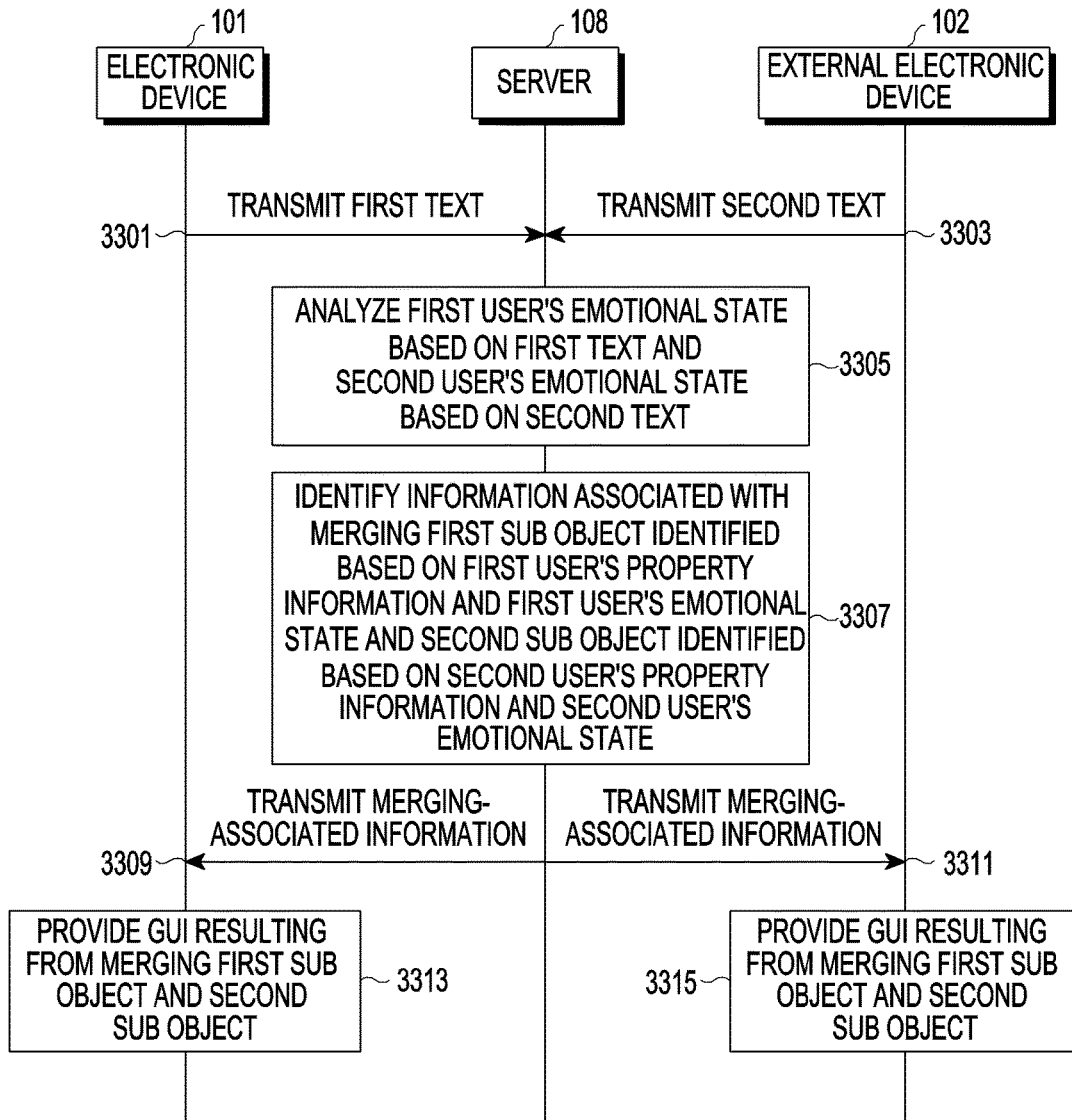 101
108
102
ELECTRONIC
DEVICE
SERVER
EXTERNAL ELECTRONIC
DEVICE
TRANSMIT FIRST TEXT
TRANSMIT SECOND TEXT
3301
3303
ANALYZE FIRST USER'S EMOTIONAL STATE
BASED ON FIRST TEXT AND
SECOND USER'S EMOTIONAL STATE
BASED ON SECOND TEXT
3305
IDENTIFY INFORMATION ASSOCIATED WITH
MERGING FIRST SUB OBJECT IDENTIFIED
BASED ON FIRST USER'S PROPERTY
INFORMATION AND FIRST USER'S EMOTIONAL
STATE AND SECOND SUB OBJECT IDENTIFIED
BASED ON SECOND USER'S PROPERTY
INFORMATION AND SECOND USER'S
EMOTIONAL STATE
3307
TRANSMIT MERGING-
ASSOCIATED INFORMATION
TRANSMIT MERGING-
ASSOCIATED INFORMATION
3309
3311
PROVIDE GUI RESULTING
FROM MERGING FIRST SUB
OBJECT AND SECOND
SUB OBJECT
3313
3315
PROVIDE GUI RESULTING
FROM MERGING FIRST SUB
OBJECT AND SECOND
SUB OBJECT